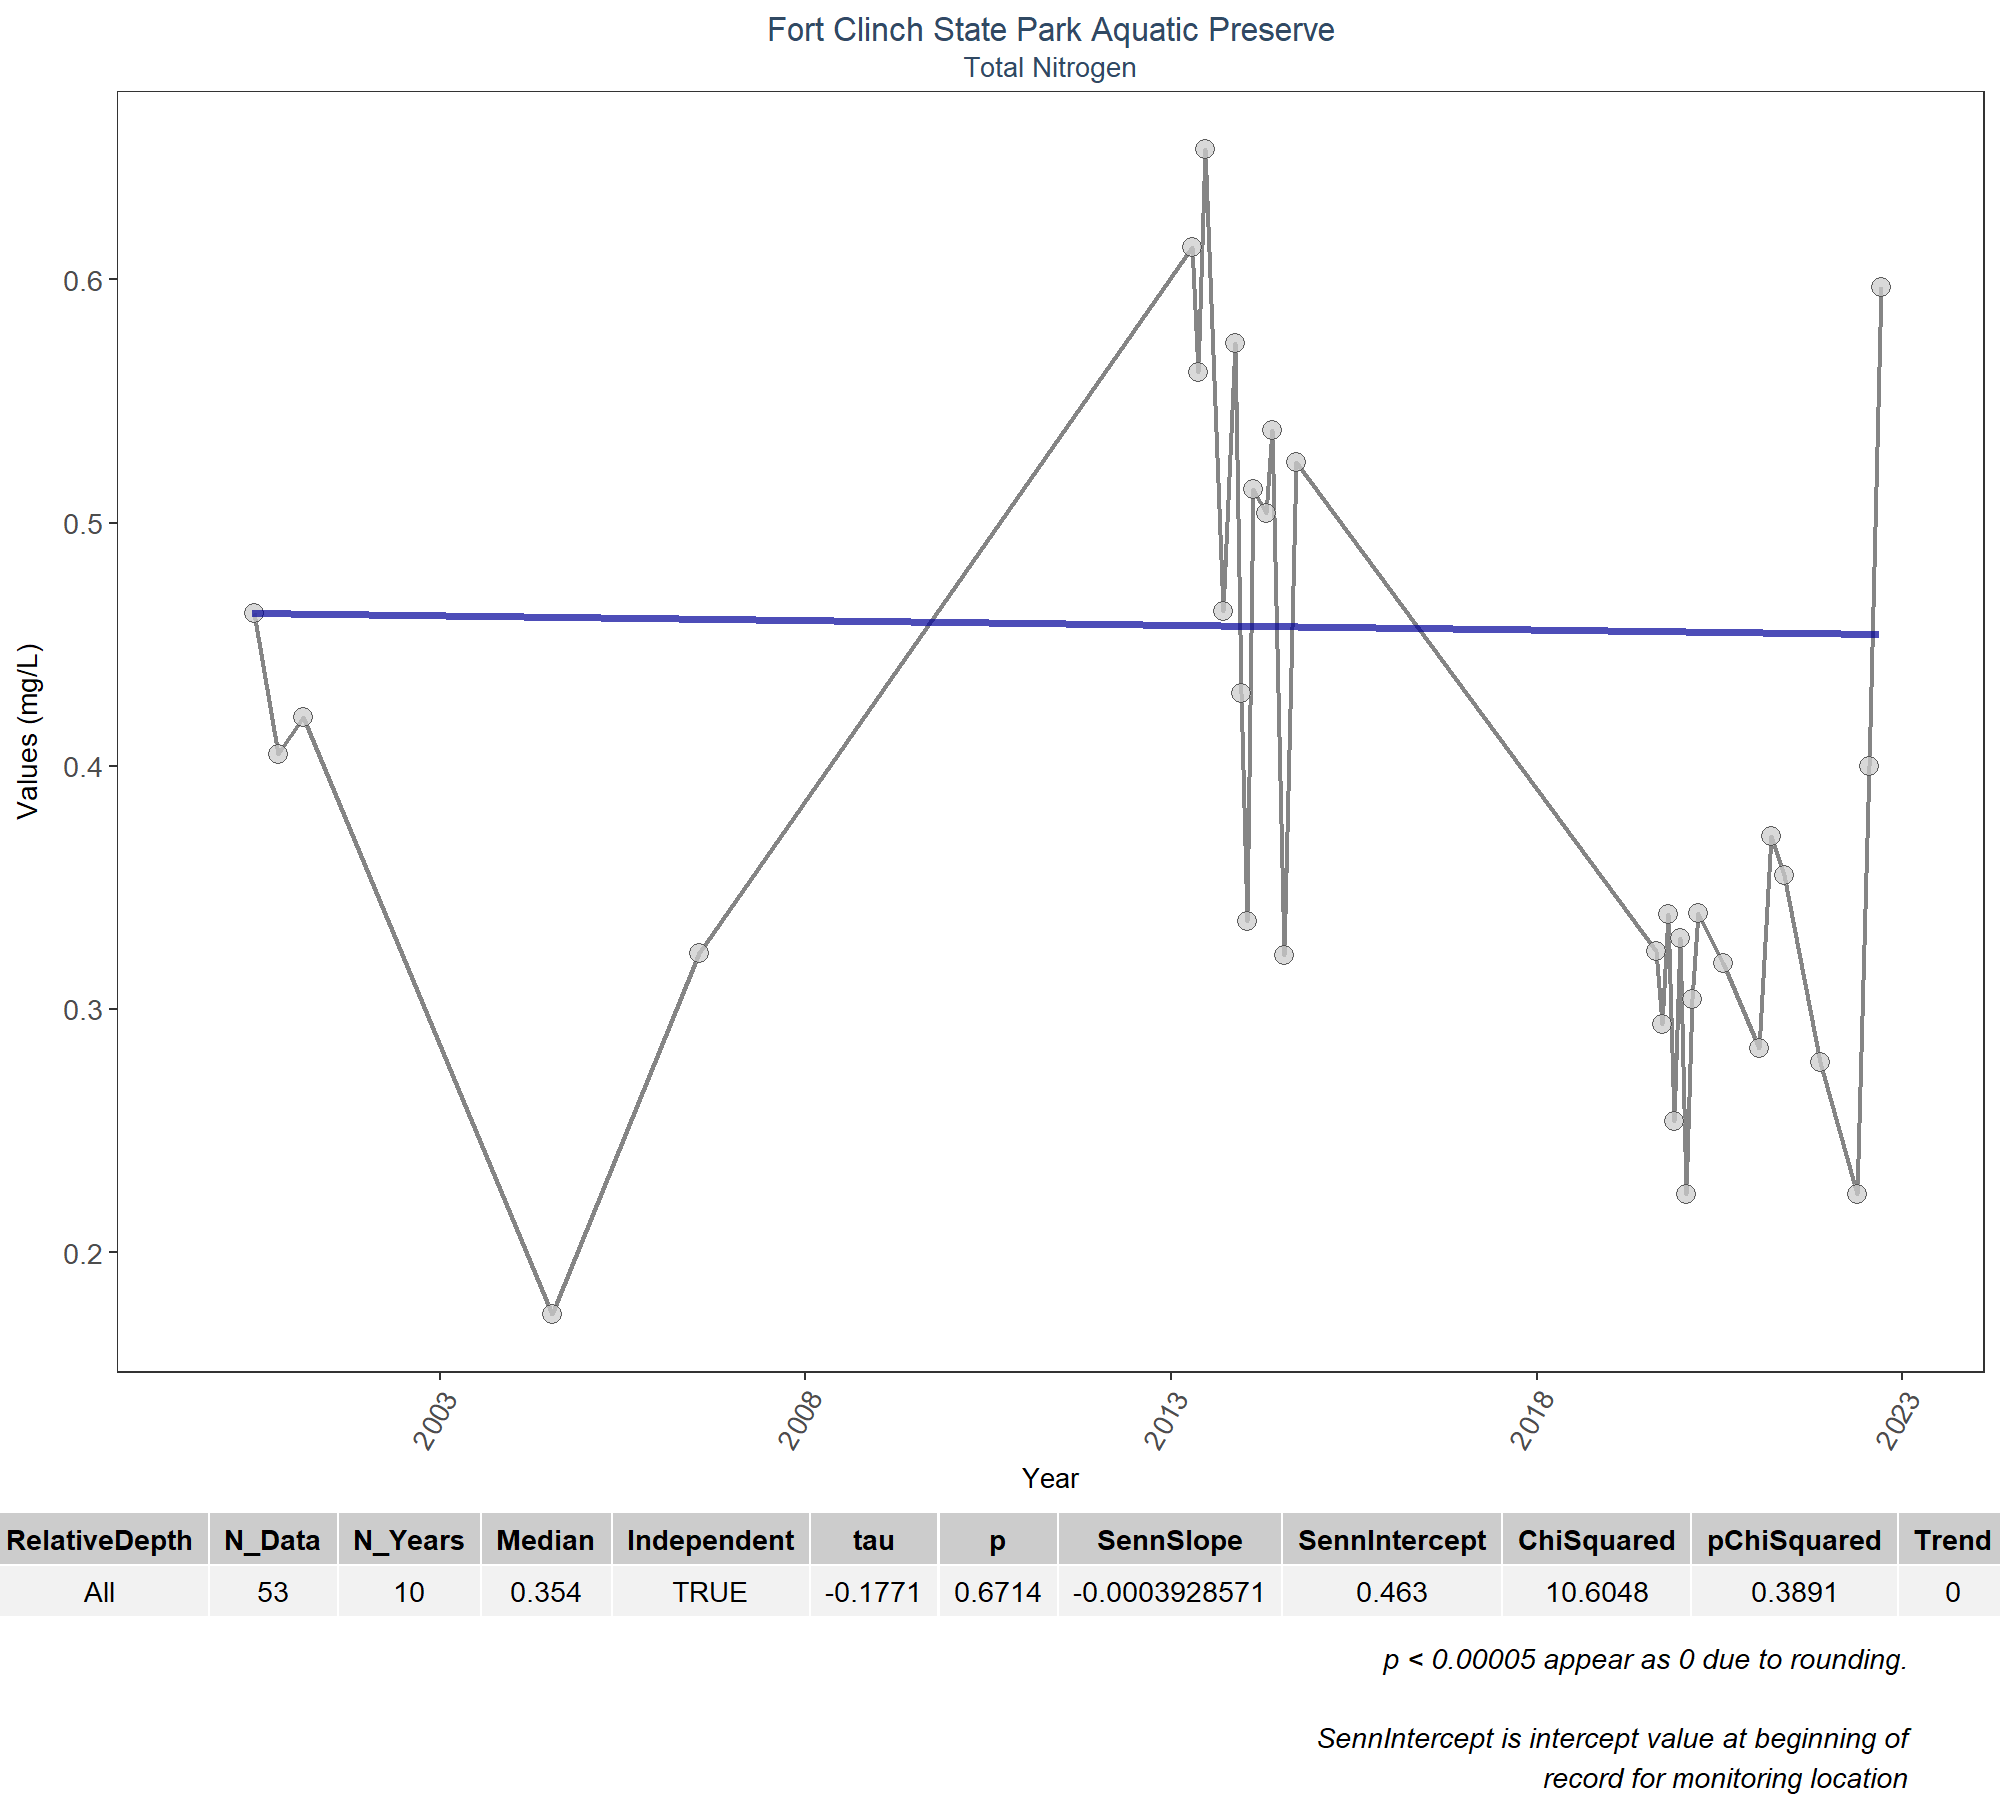 Fort Clinch State Park Aquatic Preserve
Total Nitrogen
Values (mg/L)
0.6
0.5
0.4
0.3
0.2
2003
2008
2013
2018
2023
Year
RelativeDepth N_Data N_Years Median Independent tau p SennSlope SennIntercept ChiSquared pChiSquared Trend
All 53 10 0.354 TRUE -0.1771 0.6714 -0.0003928571 0.463 10.6048 0.3891 0
p < 0.00005 appear as 0 due to rounding.
SennIntercept is intercept value at beginning of
record for monitoring location